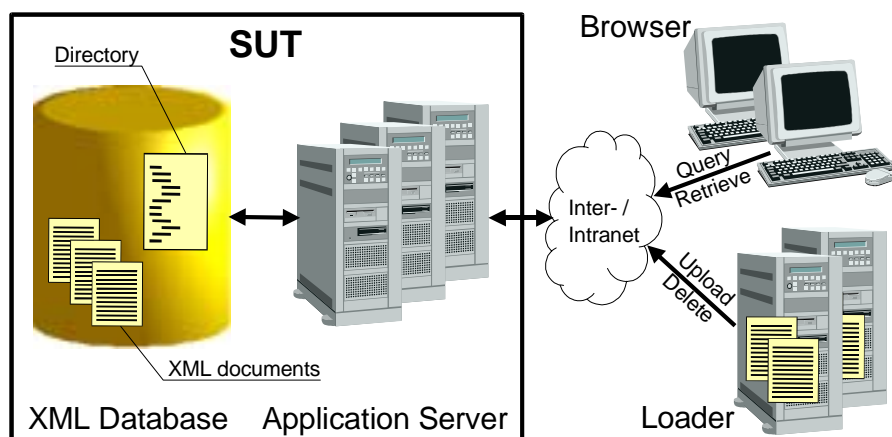 SUT
Directory
XML documents
XML Database
Application Server
Inter- /
Intranet
Browser
Query
Retrieve
Upload
Delete
Loader